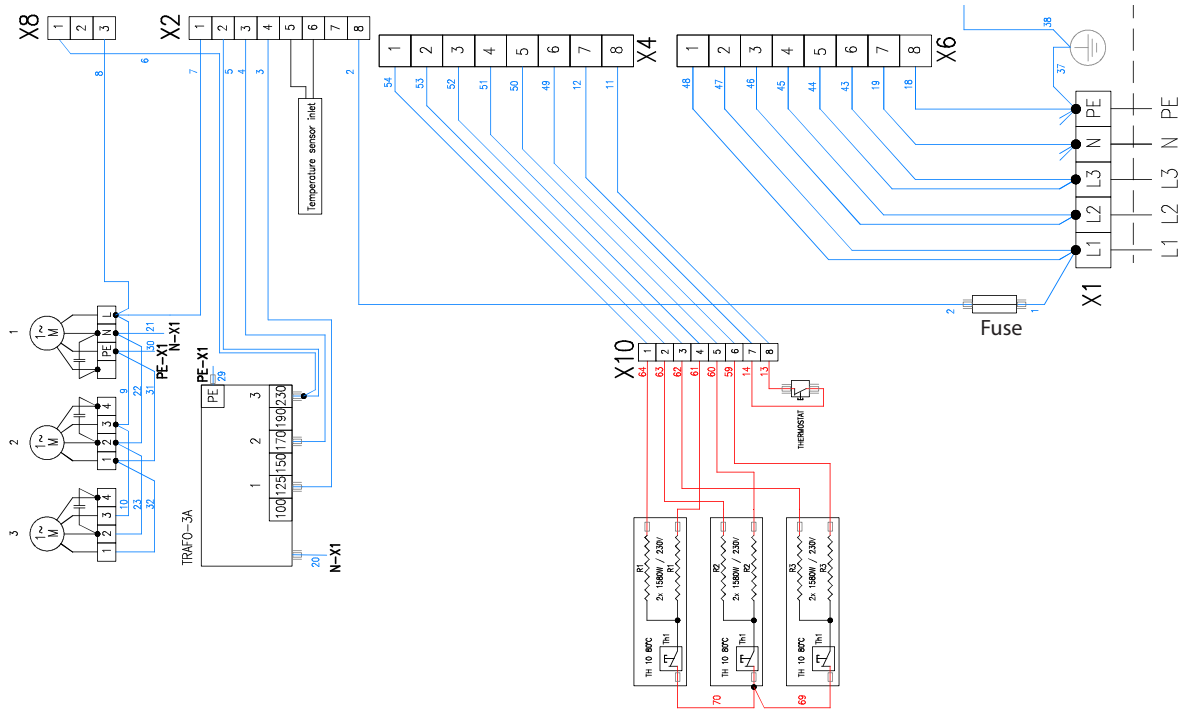 X8
1
2
3
X2
1
2
3
4
5
6
7
8
1
2
3
4
5
6
7
8
X4
1
2
3
4
5
6
7
8
X6
38
37
8
6
7
5
4
3
2
54
53
52
51
50
49
12
11
48
47
46
45
44
43
19
18
Temperature sensor inlet
PE
N
L3
L2
L1
X1
PE
N
L3
L2
L1
2
1
Fuse
1
1~
M
L
N
PE
21
N-X1
30
PE-X1
9
22
31
2
1~
M
4
3
2
1
10
23
32
3
1~
M
4
3
2
1
TRAFO-3A
PE
PE-X1
29
3
2
1
230
190
170
150
125
100
20
N-X1
X10
1
2
3
4
5
6
7
8
64
63
62
61
60
59
14
13
THERMOSTAT
R1
R1
2x 1580W / 230V
TH 10 80°C
Th1
R2
R2
2x 1580W / 230V
TH 10 80°C
Th1
R3
R3
2x 1580W / 230V
TH 10 80°C
Th1
70
69